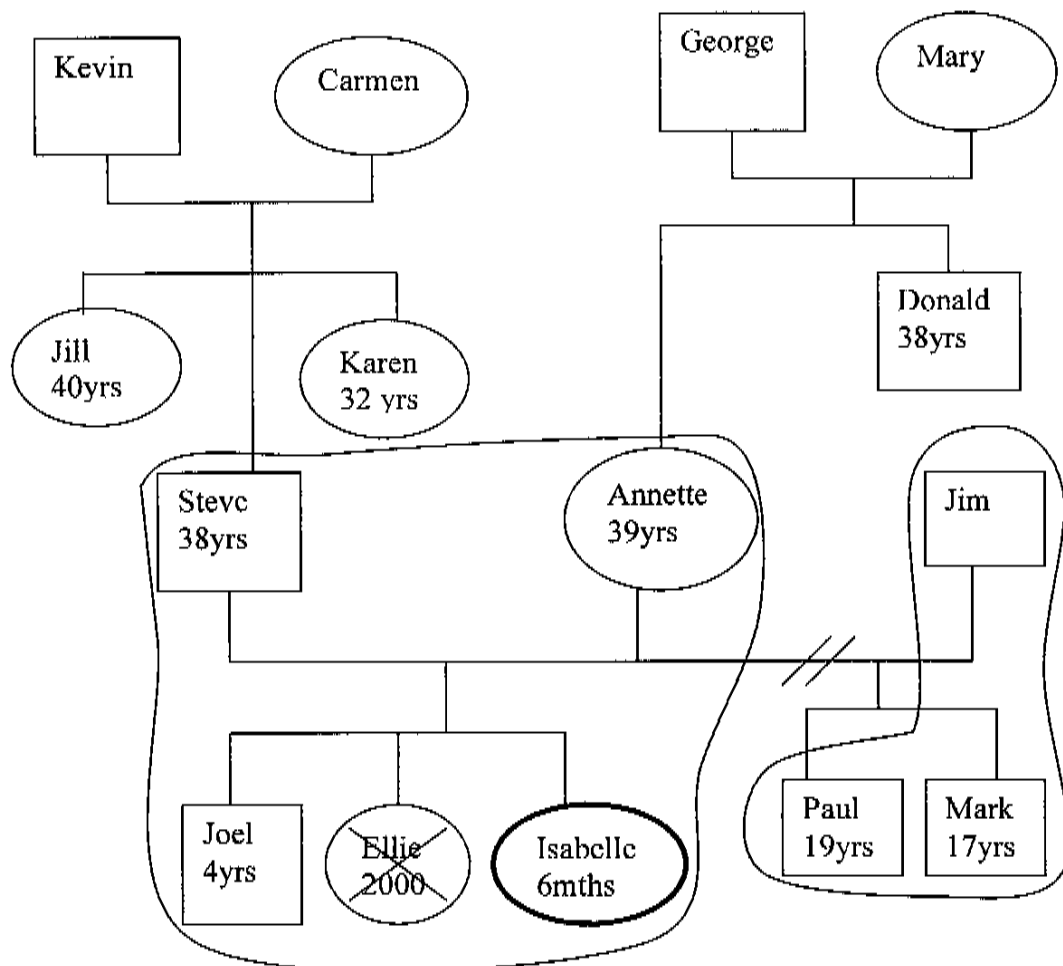 Kevin
Carmen
George
Mary
Jill
40yrs
Karen
32 yrs
Donald
38yrs
Steve
38yrs
Annette
39yrs
Jim
Joel
4yrs
Ellie
2000
Isabelle
6mths
Paul
19yrs
Mark
17yrs